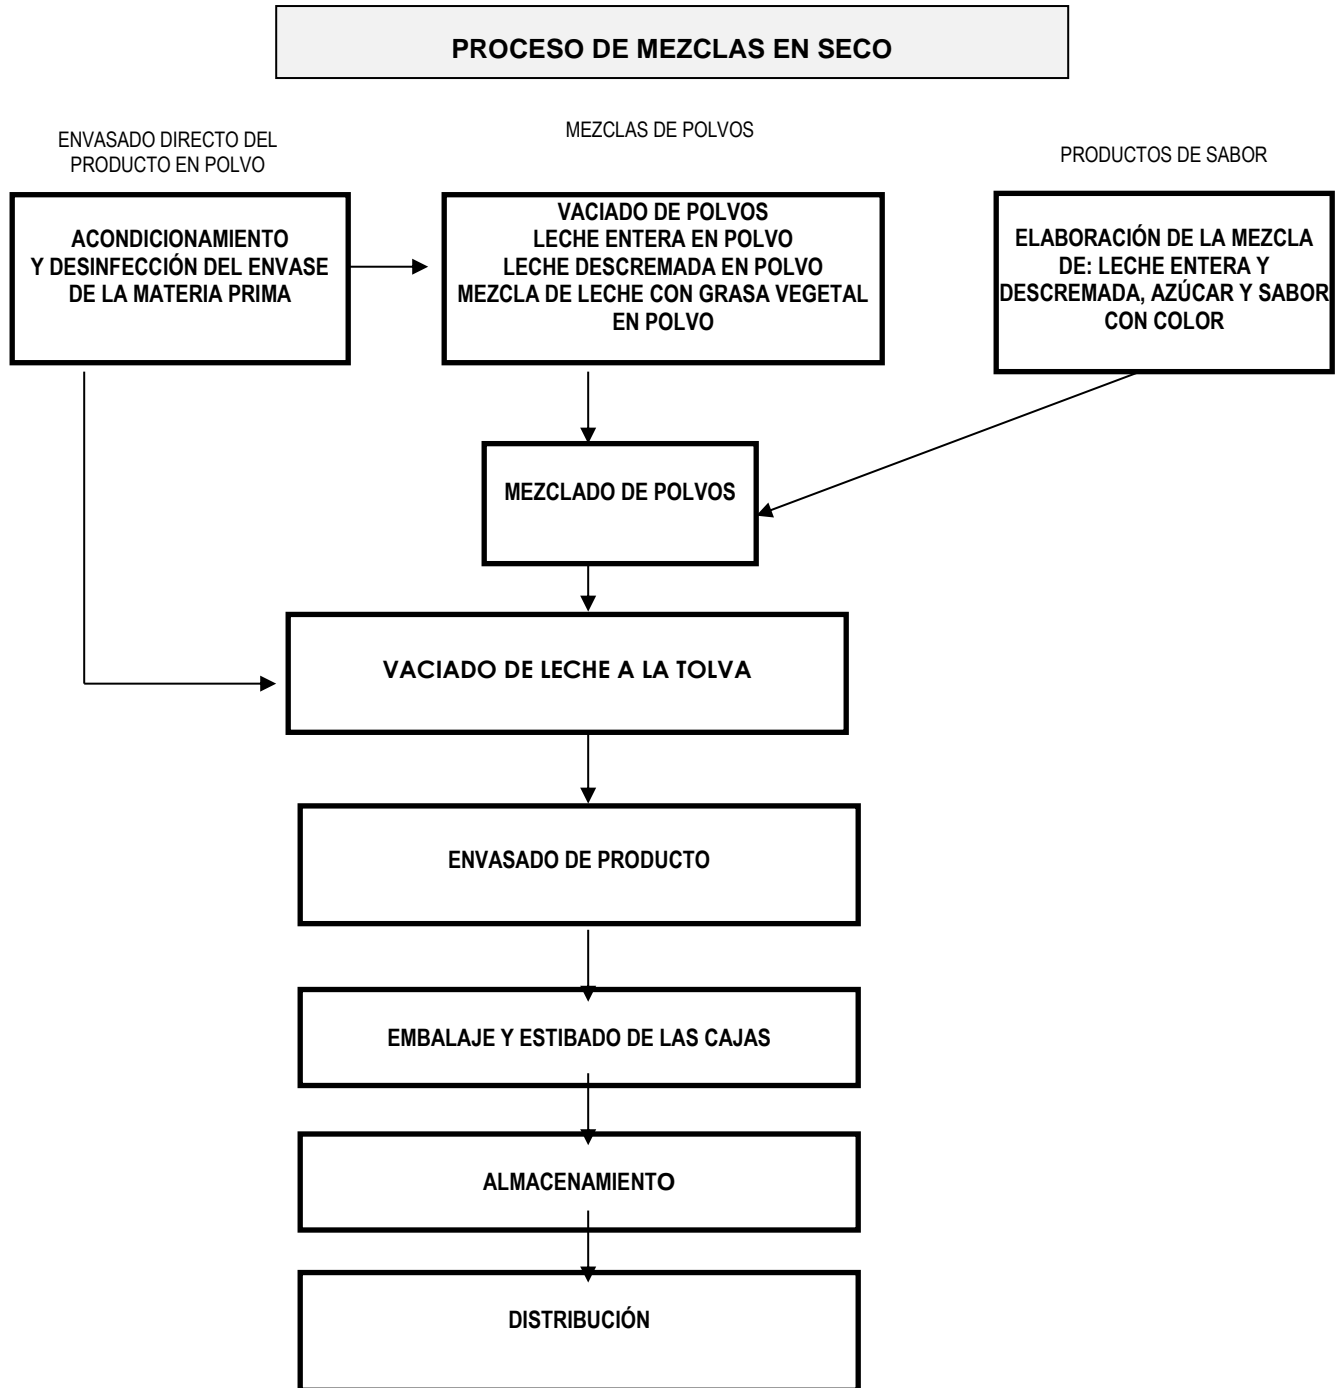 PROCESO DE MEZCLAS EN SECO
ENVASADO DIRECTO DEL
PRODUCTO EN POLVO
MEZCLAS DE POLVOS
PRODUCTOS DE SABOR
ACONDICIONAMIENTO
Y DESINFECCIÓN DEL ENVASE
DE LA MATERIA PRIMA
VACIADO DE POLVOS
LECHE ENTERA EN POLVO
LECHE DESCREMADA EN POLVO
MEZCLA DE LECHE CON GRASA VEGETAL
EN POLVO
ELABORACIÓN DE LA MEZCLA
DE: LECHE ENTERA Y
DESCREMADA, AZÚCAR Y SABOR
CON COLOR
MEZCLADO DE POLVOS
VACIADO DE LECHE A LA TOLVA
ENVASADO DE PRODUCTO
EMBALAJE Y ESTIBADO DE LAS CAJAS
ALMACENAMIENTO
DISTRIBUCIÓN